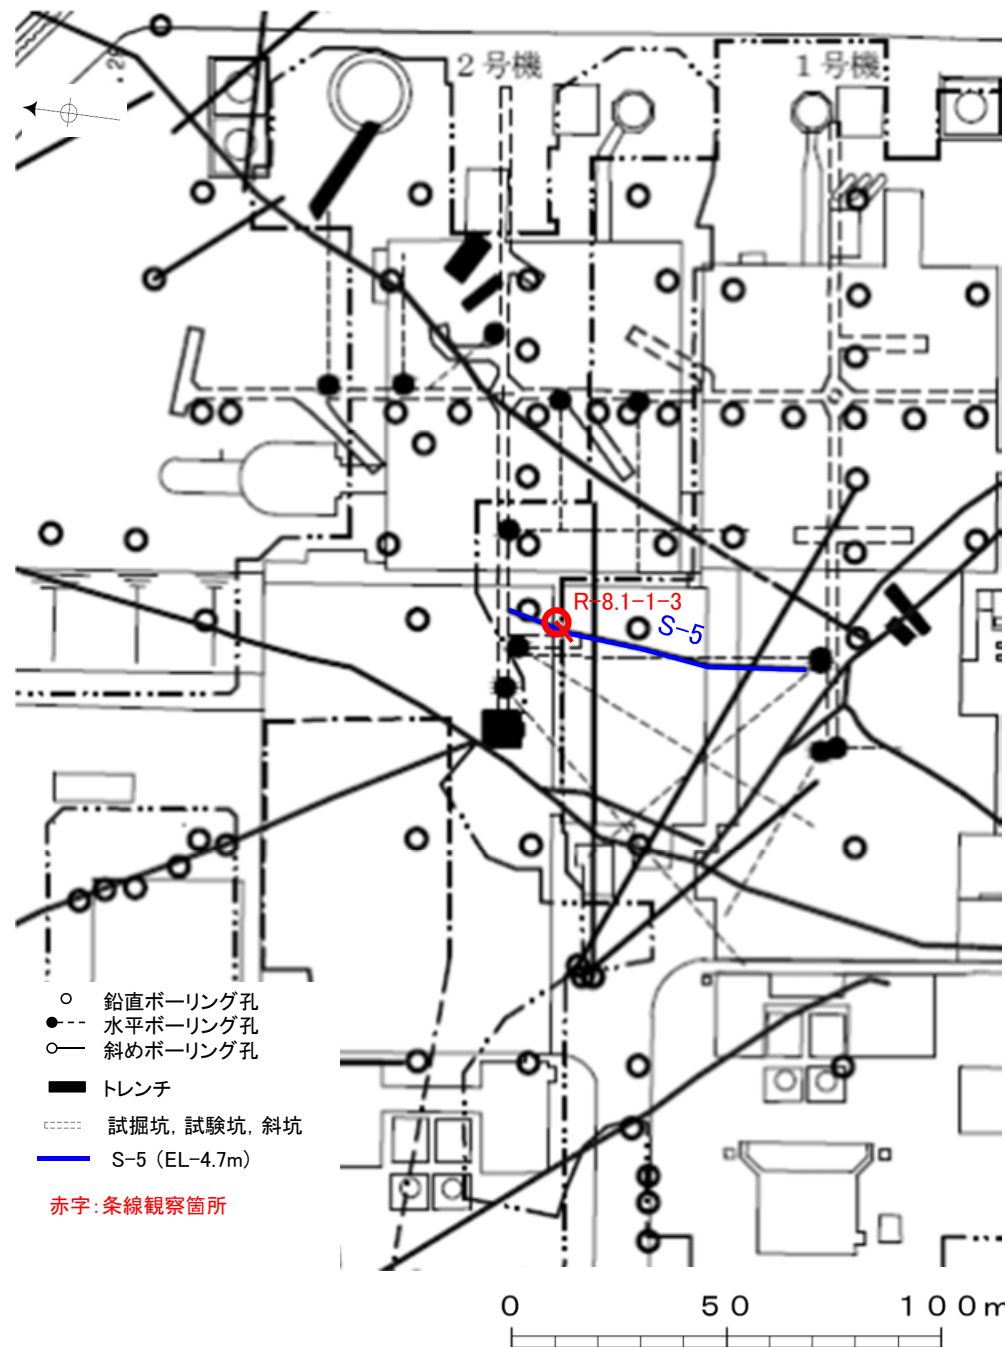 ２号機
１号機
R-8.1-1-3
S-5
鉛直ボーリング孔
水平ボーリング孔
斜めボーリング孔
トレンチ
試掘坑，試験坑，斜坑
S-5 （EL-4.7m）
赤字：条線観察箇所
0 50 100m